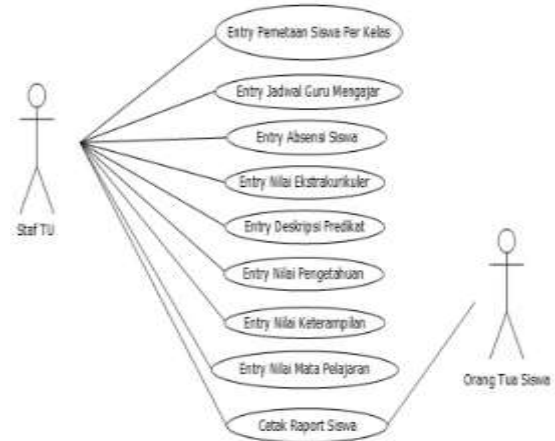 Entry Pemetaan Siswa Per Kelas
Entry Jadwal Guru Mengajar
Entry Absensi Siswa
Entry Nilai Ekstrakurikuler
Entry Deskripsi Predikat
Entry Nilai Pengetahuan
Entry Nilai Keterampilan
Entry Nilai Mata Pelajaran
Cetak Raport Siswa
Staf TU
Orang Tua Siswa